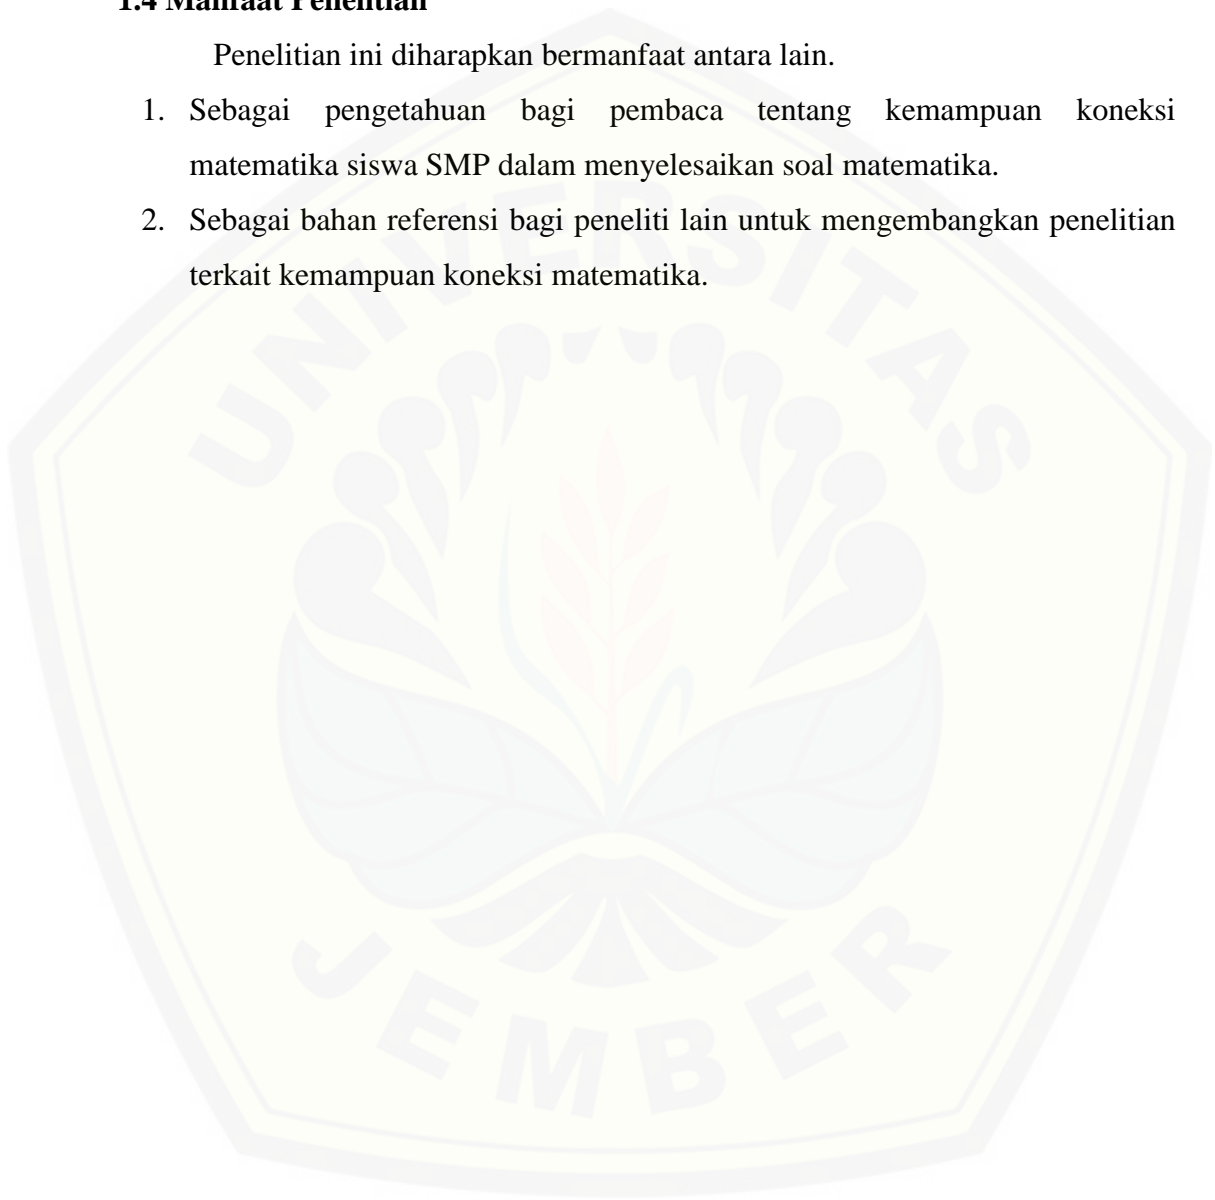 1.4 Manfaat Penelitian
Penelitian ini diharapkan bermanfaat antara lain.
1. Sebagai pengetahuan bagi pembaca tentang kemampuan koneksi
matematika siswa SMP dalam menyelesaikan soal matematika.
2. Sebagai bahan referensi bagi peneliti lain untuk mengembangkan penelitian
terkait kemampuan koneksi matematika.
UNIVERSITAS
JEMBER